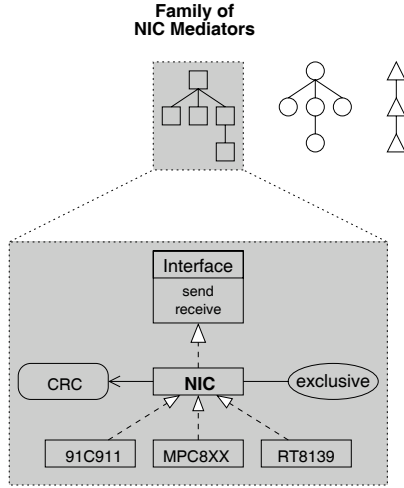 Family of
NIC Mediators
Interface
send
receive
CRC
NIC
exclusive
91C911
MPC8XX
RT8139